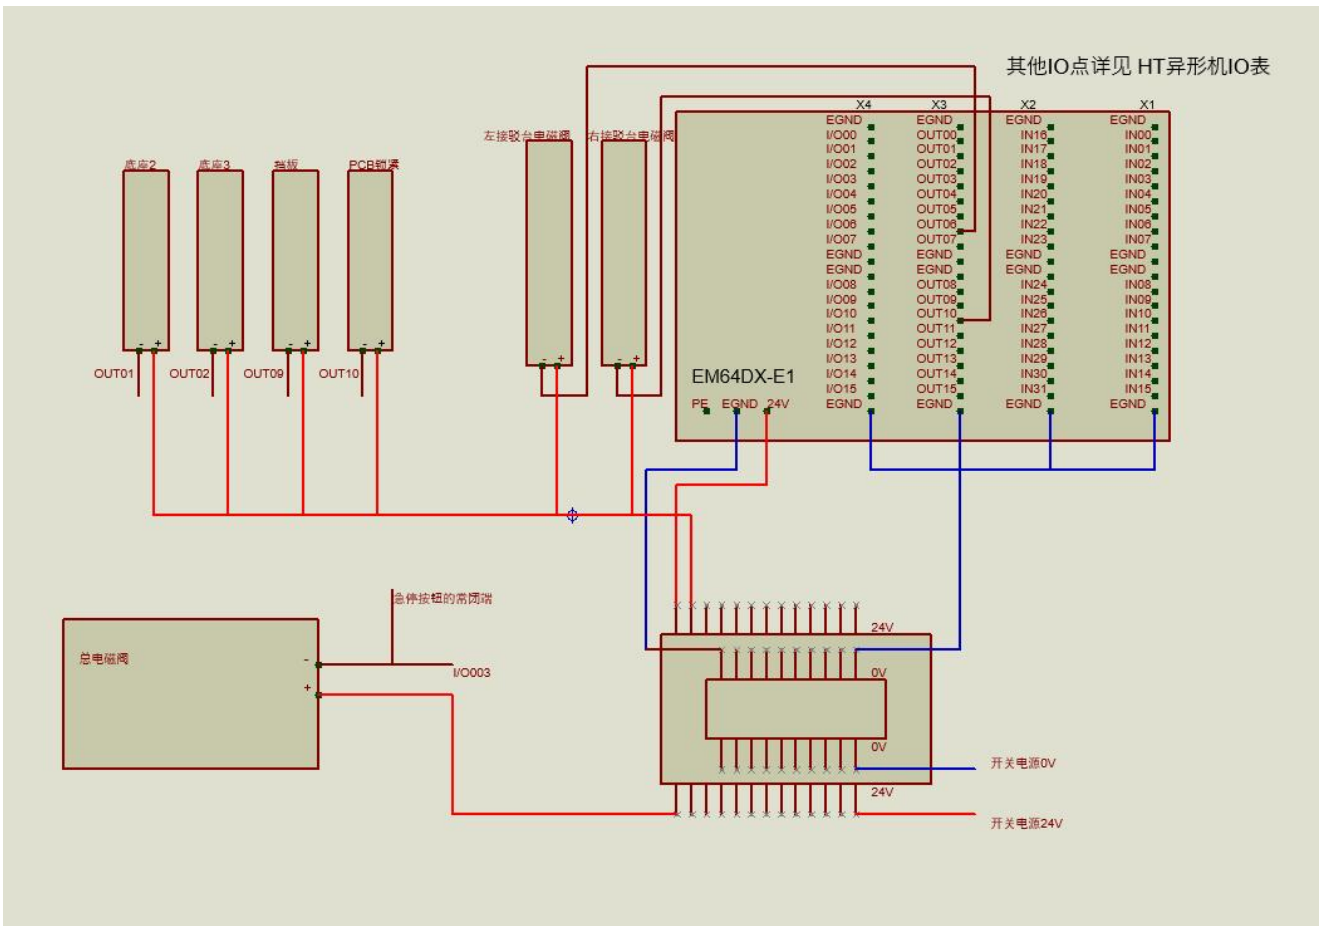 其他IO点详见 HT异形机IO表
X4 X3 X2 X1
EGND EGND EGND EGND
I/O00 OUT00 IN16 IN00
I/O01 OUT01 IN17 IN01
I/O02 OUT02 IN18 IN02
I/O03 OUT03 IN19 IN03
I/O04 OUT04 IN20 IN04
I/O05 OUT05 IN21 IN05
I/O06 OUT06 IN22 IN06
I/O07 OUT07 IN23 IN07
EGND EGND EGND EGND
EGND EGND EGND EGND
I/O08 OUT08 IN24 IN08
I/O09 OUT09 IN25 IN09
I/O10 OUT10 IN26 IN10
I/O11 OUT11 IN27 IN11
I/O12 OUT12 IN28 IN12
I/O13 OUT13 IN29 IN13
I/O14 OUT14 IN30 IN14
I/O15 OUT15 IN31 IN15
EGND EGND EGND EGND
EM64DX-E1
PE EGND 24V
左接驳台电磁阀 右接驳台电磁阀
- + - +
底座2 底座3 挡板 PCB锁紧
- + - + - + - +
OUT01 OUT02 OUT09 OUT10
急停按钮的常闭端
总电磁阀
-
+
I/O003
24V
0V
0V
24V
开关电源0V
开关电源24V